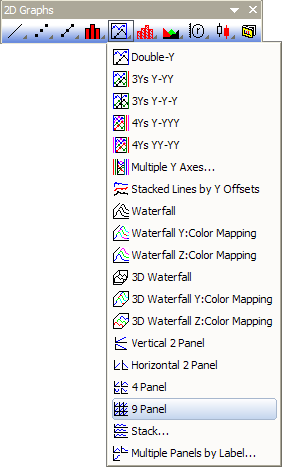 2D Graphs
Double-Y
3Ys Y-YY
3Ys Y-Y-Y
4Ys Y-YYY
4Ys YY-YY
Multiple Y Axes...
Stacked Lines by Y Offsets
Waterfall
Waterfall Y:Color Mapping
Waterfall Z:Color Mapping
3D Waterfall
3D Waterfall Y:Color Mapping
3D Waterfall Z:Color Mapping
Vertical 2 Panel
Horizontal 2 Panel
4 Panel
9 Panel
Stack...
Multiple Panels by Label...